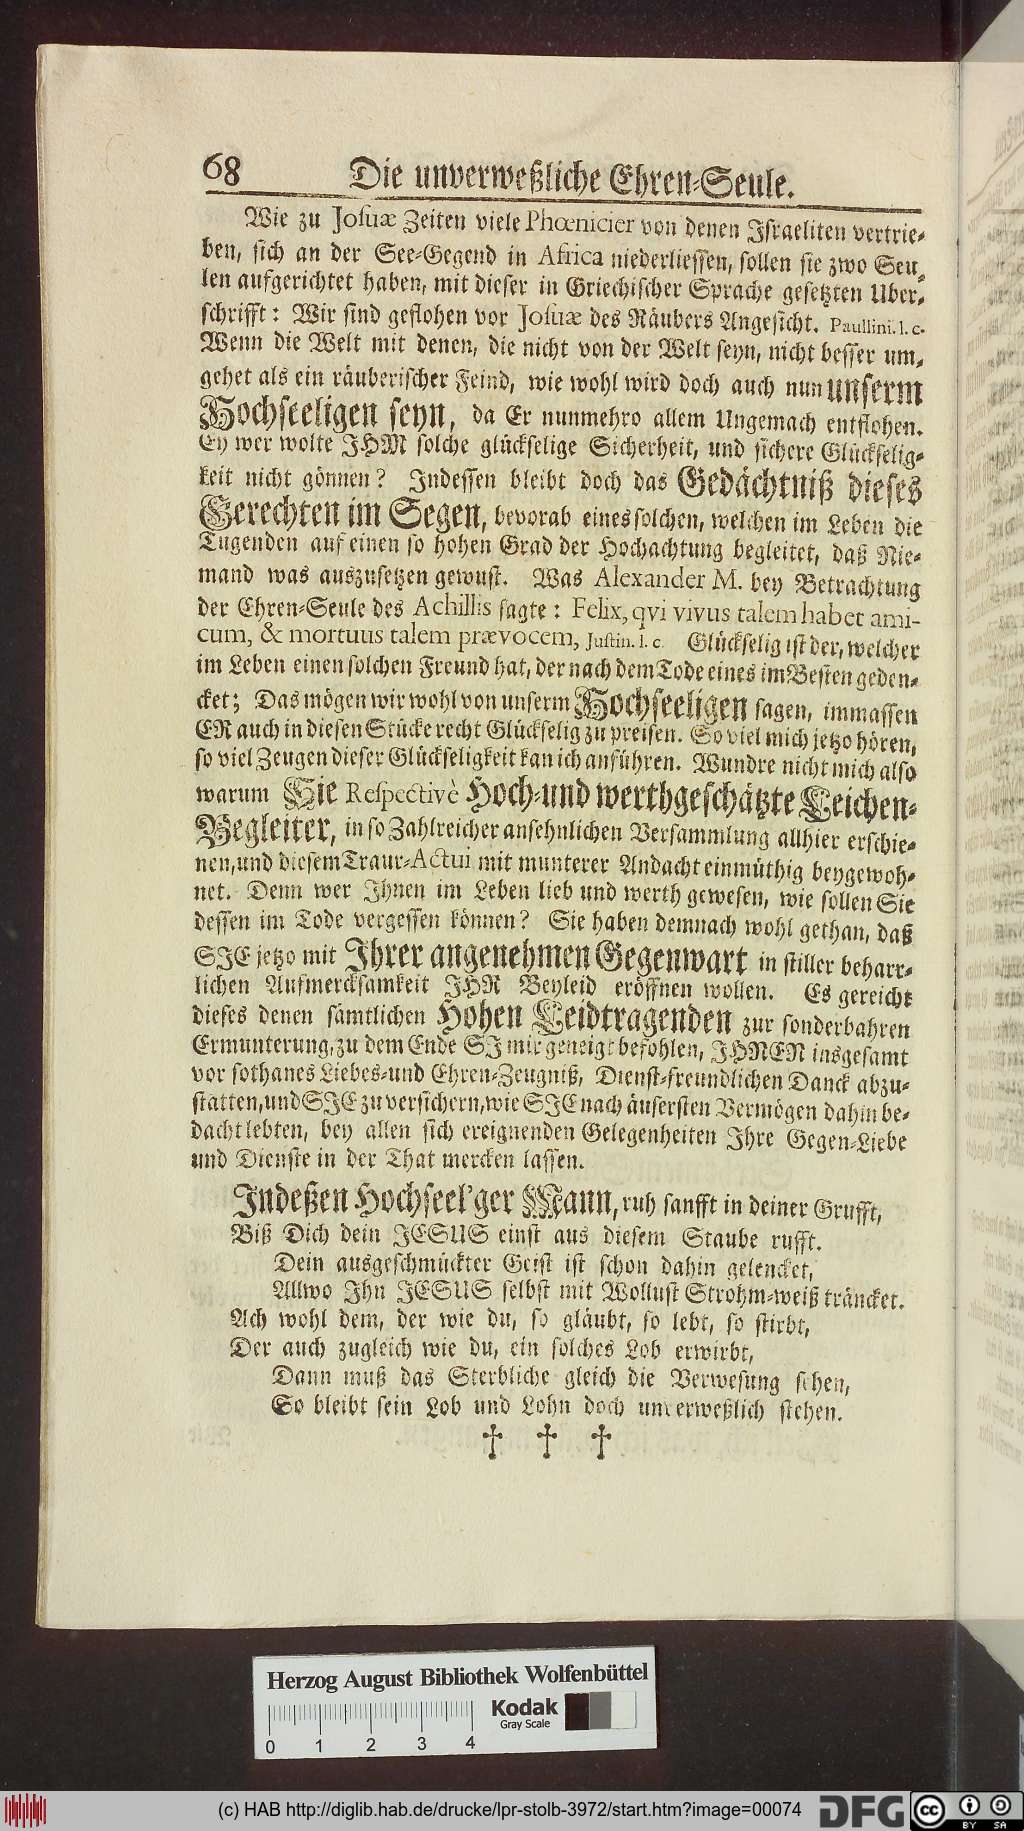 68 Die unverweßliche Ehren-Seule.
Wie zu Josuæ Zeiten viele Phœnicier von denen Israeliten vertrie-
ben, sich an der See-Gegend in Africa niederliessen, sollen sie zwo Seu-
len aufgerichtet haben, mit dieser in Griechischer Sprache gesetzten Uber-
schrifft: Wir sind geflohen vor Josuæ des Räubers Angesicht. Paullini. l. c.
Wenn die Welt mit denen, die nicht von der Welt seyn, nicht besser um-
gehet als ein räuberischer Feind, wie wohl wird doch auch nun unserm
Hochseeligen seyn, da Er nunmehro allem Ungemach entflohen.
Ey wer wolte JHM solche glückselige Sicherheit, und sichere Glückselig-
keit nicht gönnen? Indessen bleibt doch das Gedächtniß dieses
Gerechten im Segen, bevorab eines solchen, welchen im Leben die
Tugenden auf einen so hohen Grad der Hochachtung begleitet, daß Nie-
mand was auszusetzen gewust. Was Alexander M. bey Betrachtung
der Ehren-Seule des Achillis sagte: Felix, qvi vivus talem habet ami-
cum, & mortuus talem prævocem, Justin. l. c. Glückselig ist der, welcher
im Leben einen solchen Freund hat, der nach dem Tode eines im Besten geden-
cket; Das mögen wir wohl von unserm Hochseeligen sagen, immassen
ER auch in diesen Stücke recht Glückselig zu preisen. So viel mich jetzo hören,
so viel Zeugen dieser Glückseligkeit kan ich anführen. Wundre nicht mich also
warum Sie Respectivè Hoch- und werthgeschätzte Leichen-
Begleiter, in so Zahlreicher ansehnlichen Versammlung allhier erschie-
nen, und diesem Traur-Actui mit munterer Andacht einmüthig beygewoh-
net. Denn wer Ihnen im Leben lieb und werth gewesen, wie sollen Sie
dessen im Tode vergessen können? Sie haben demnach wohl gethan, daß
SIE jetzo mit Ihrer angenehmen Gegenwart in stiller beharr-
lichen Aufmercksamkeit JHR Beyleid eröffnen wollen. Es gereicht
dieses denen sämtlichen Hohen Leidtragenden zur sonderbahren
Ermunterung, zu dem Ende SI mir geneigt befohlen, JHNEN insgesamt
vor sothanes Liebes- und Ehren-Zeugniß, Dienst-freundlichen Danck abzu-
statten, und SIE zu versichern, wie SIE nach äusersten Vermögen dahin be-
dacht lebten, bey allen sich ereignenden Gelegenheiten Ihre Gegen-Liebe
und Dienste in der That mercken lassen.
Indeßen Hochseel'ger Mann, ruh sanfft in deiner Grufft,
Biß Dich dein JESUS einst aus diesem Staube rufft.
Dein ausgeschmückter Geist ist schon dahin gelencket,
Allwo Ihn JESUS selbst mit Wollust Strohm-weiß träncket.
Ach wohl dem, der wie du, so gläubt, so lebt, so stirbt,
Der auch zugleich wie du, ein solches Lob erwirbt,
Dann muß das Sterbliche gleich die Verwesung sehen,
So bleibt sein Lob und Lohn doch unverweßlich stehen.
Herzog August Bibliothek Wolfenbüttel
Kodak
Gray Scale
0 1 2 3 4
(c) HAB http://diglib.hab.de/drucke/lpr-stolb-3972/start.htm?image=00074 DFG cc BY SA